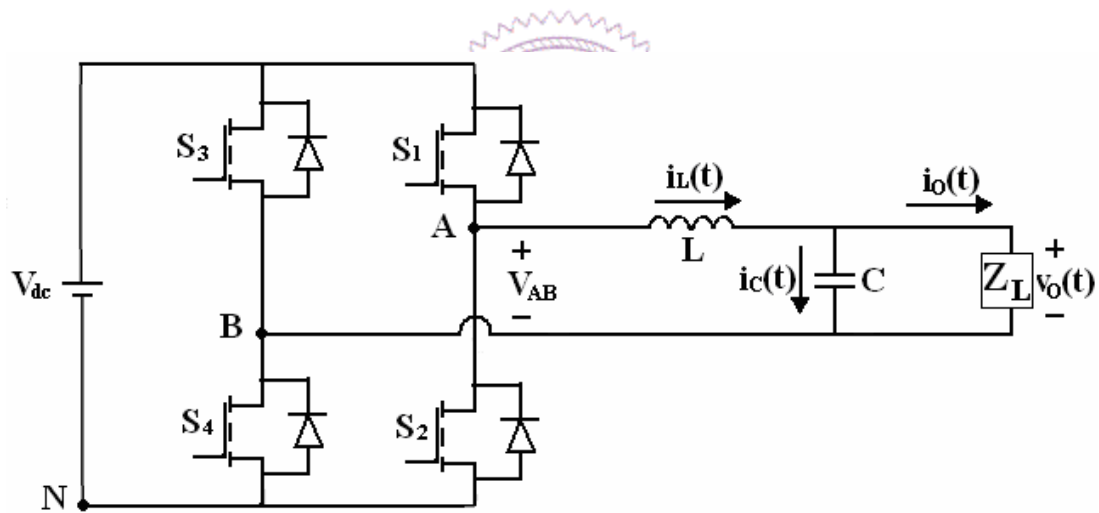 S3
S1
iL(t)
iO(t)
A
+
L
+
Vdc
VAB
iC(t)
C
ZL
vO(t)
−
−
B
S4
S2
N